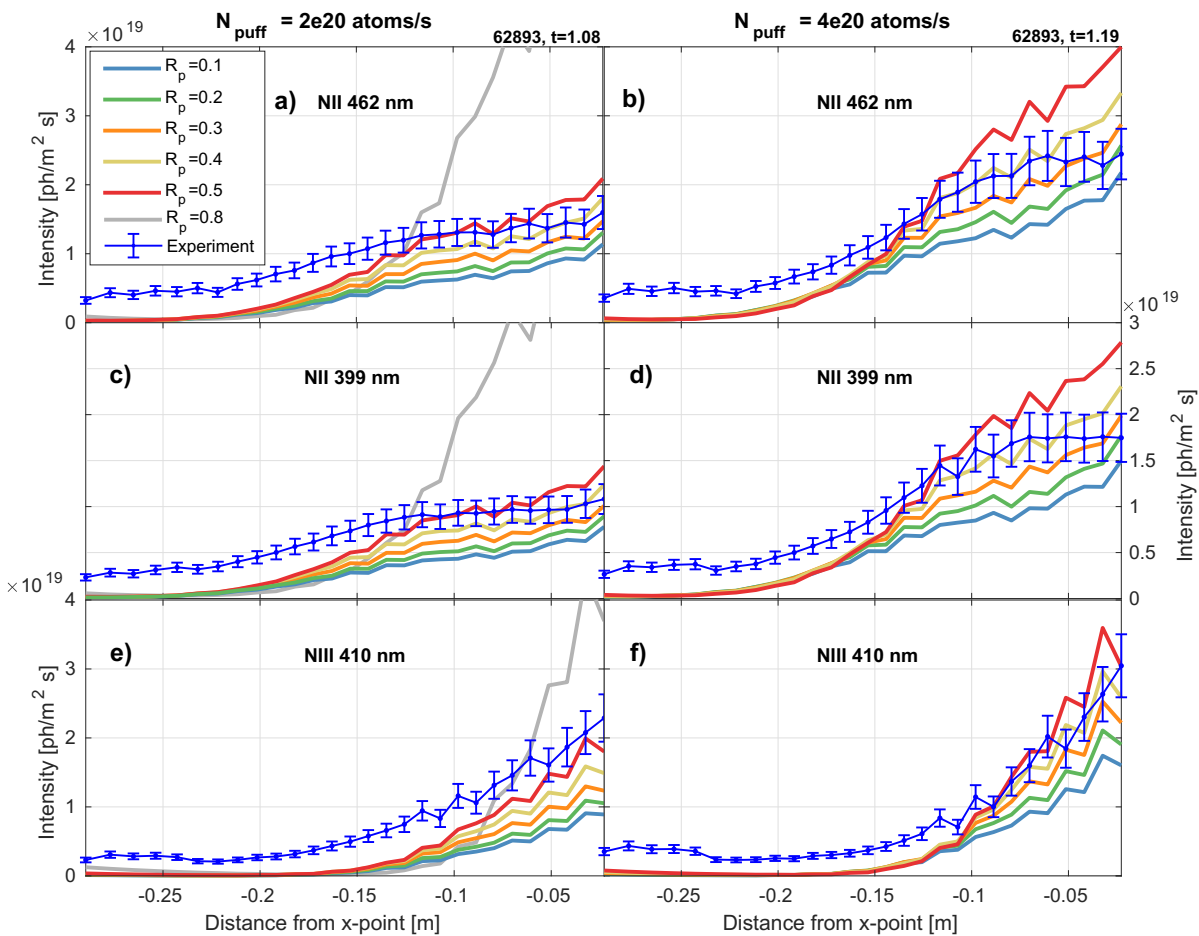 N_puff = 2e20 atoms/s
N_puff = 4e20 atoms/s
×10^19
62893, t=1.08
62893, t=1.19
4
3
2
1
0
Intensity [ph/m^2 s]
R_p=0.1
R_p=0.2
R_p=0.3
R_p=0.4
R_p=0.5
R_p=0.8
Experiment
a)
NII 462 nm
b)
NII 462 nm
×10^19
c)
NII 399 nm
d)
NII 399 nm
3
2.5
2
1.5
1
0.5
0
Intensity [ph/m^2 s]
×10^19
4
3
2
1
0
Intensity [ph/m^2 s]
e)
NIII 410 nm
f)
NIII 410 nm
-0.25
-0.2
-0.15
-0.1
-0.05
-0.25
-0.2
-0.15
-0.1
-0.05
Distance from x-point [m]
Distance from x-point [m]